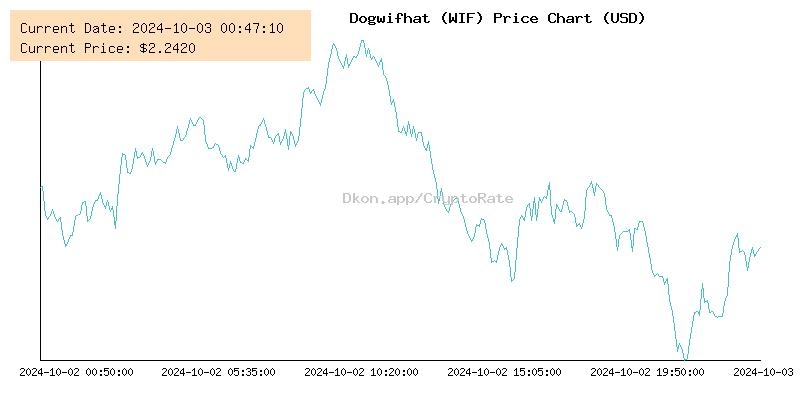 Dogwifhat (WIF) Price Chart (USD)
Current Date: 2024-10-03 00:47:10
Current Price: $2.2420
Dkon.app/CryptoRate
2024-10-02 00:50:00 2024-10-02 05:35:00 2024-10-02 10:20:00 2024-10-02 15:05:00 2024-10-02 19:50:00 2024-10-03